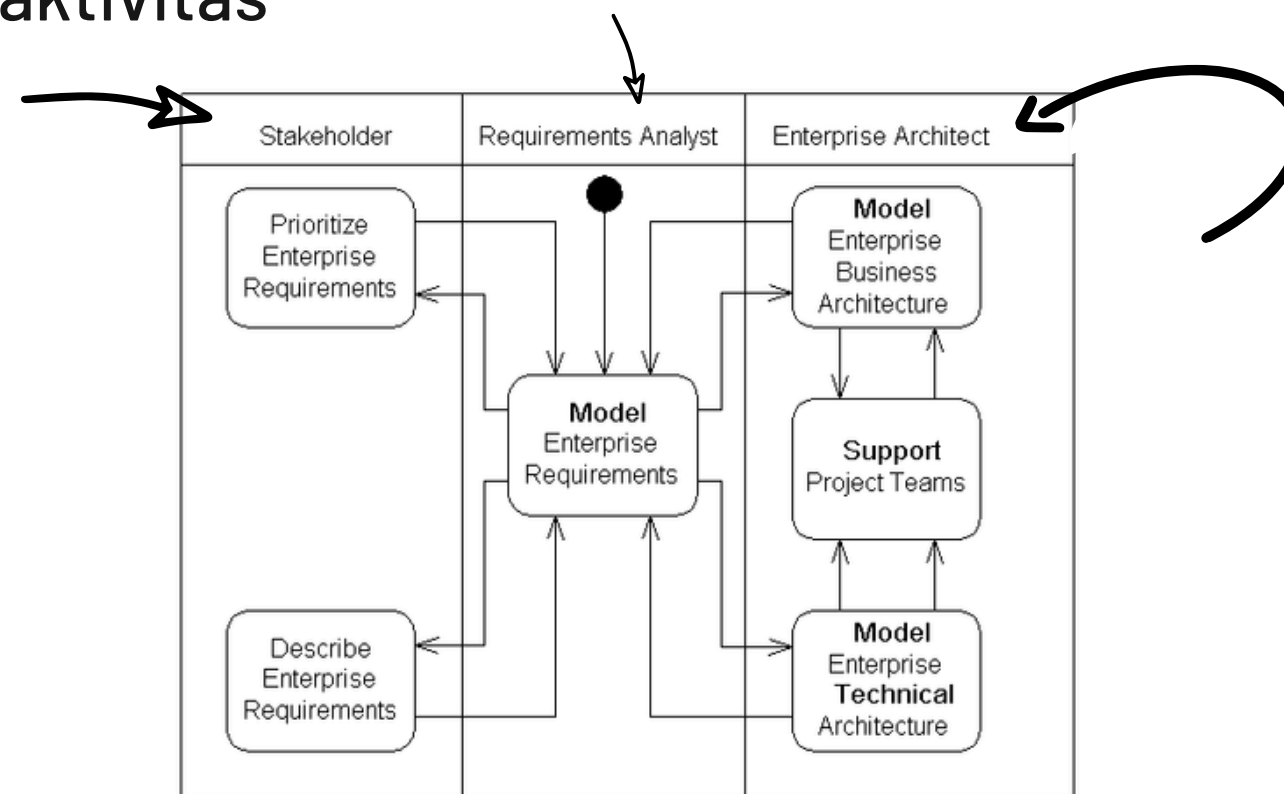 aktivitas
Stakeholder
Requirements Analyst
Enterprise Architect
Prioritize
Enterprise
Requirements
Model
Enterprise
Business
Architecture
Model
Enterprise
Requirements
Support
Project Teams
Describe
Enterprise
Requirements
Model
Enterprise
Technical
Architecture